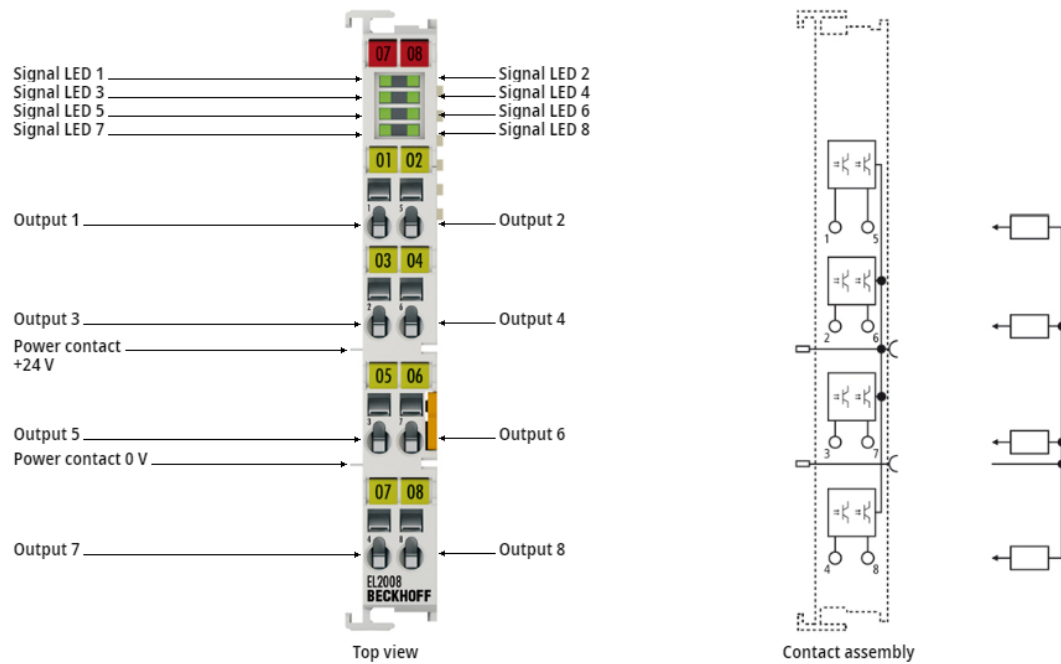 07 08
Signal LED 1
Signal LED 2
Signal LED 3
Signal LED 4
Signal LED 5
Signal LED 6
Signal LED 7
Signal LED 8
01 02
1 5
Output 1
Output 2
03 04
2 6
Output 3
Output 4
Power contact
+24 V
05 06
3 7
Output 5
Output 6
Power contact 0 V
07 08
4 8
Output 7
Output 8
EL2008
BECKHOFF
Top view
1 5
2 6
3 7
4 8
Contact assembly